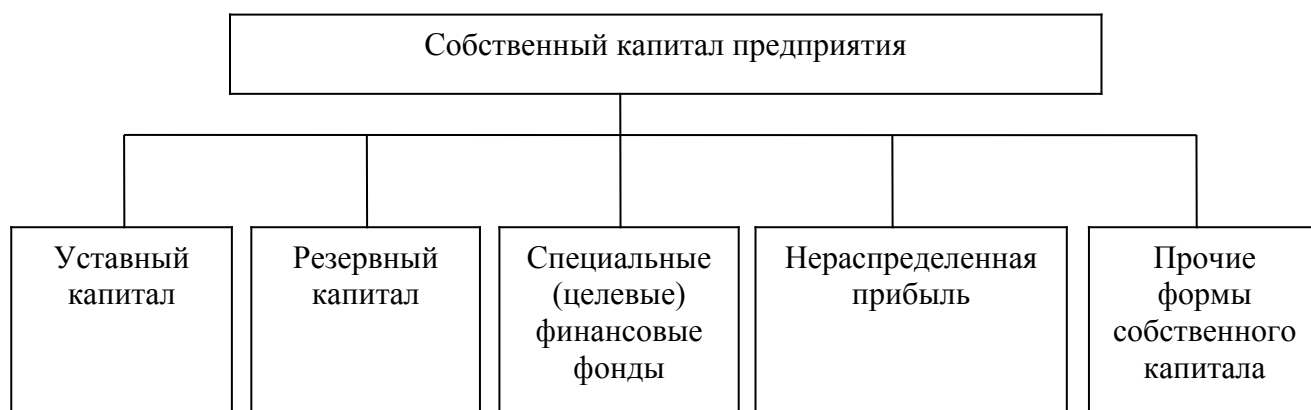 Собственный капитал предприятия
Уставный
капитал
Резервный
капитал
Специальные
(целевые)
финансовые
фонды
Нераспределенная
прибыль
Прочие
формы
собственного
капитала